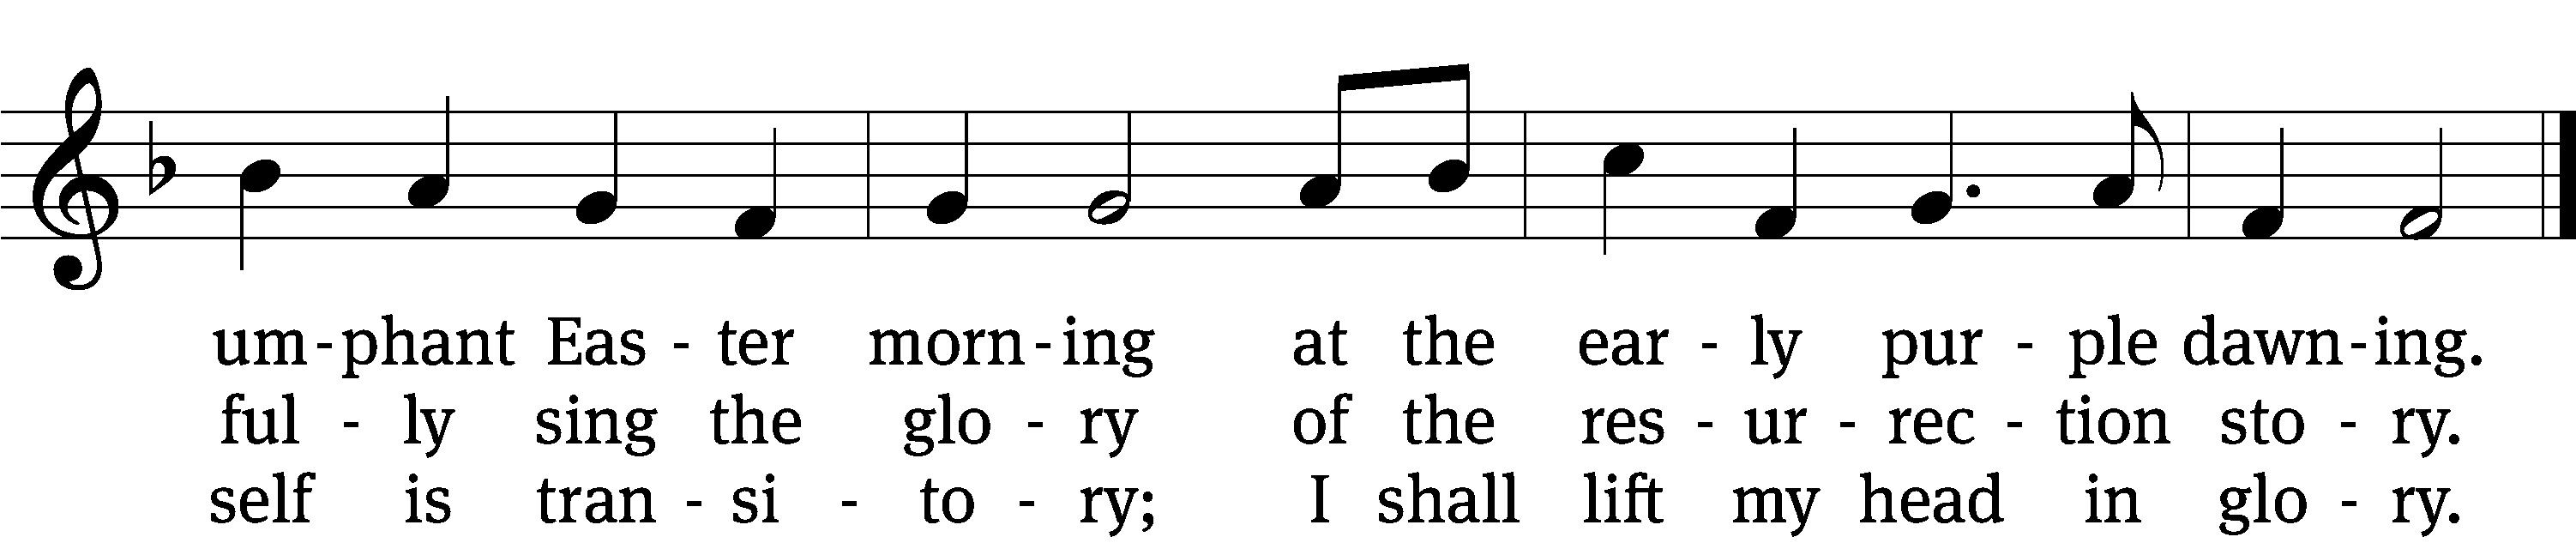 um-phant Eas - ter morn-ing at the ear - ly pur - ple dawn-ing.
ful - ly sing the glo - ry of the res - ur - rec - tion sto - ry.
self is tran - si - to - ry; I shall lift my head in glo - ry.